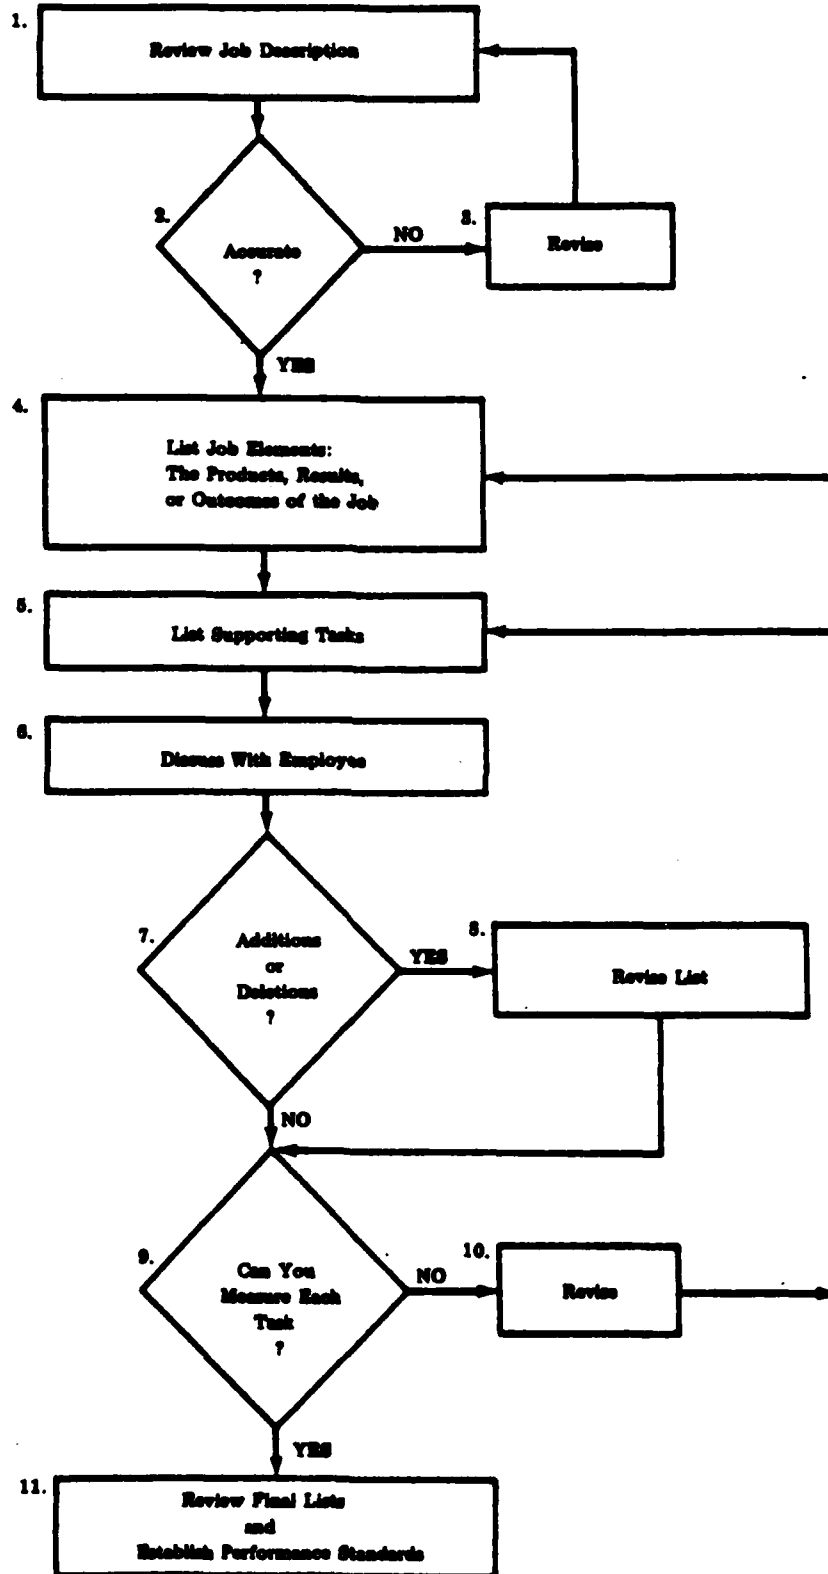 1.
Review Job Description
2.
Accurate
?
NO
3.
Revise
YES
4.
List Job Elements:
The Products, Results,
or Outcomes of the Job
5.
List Supporting Tasks
6.
Discuss With Employee
7.
Additions
or
Deletions
?
YES
8.
Revise List
NO
9.
Can You
Measure Each
Task
?
NO
10.
Revise
YES
11.
Review Final Lists
and
Establish Performance Standards